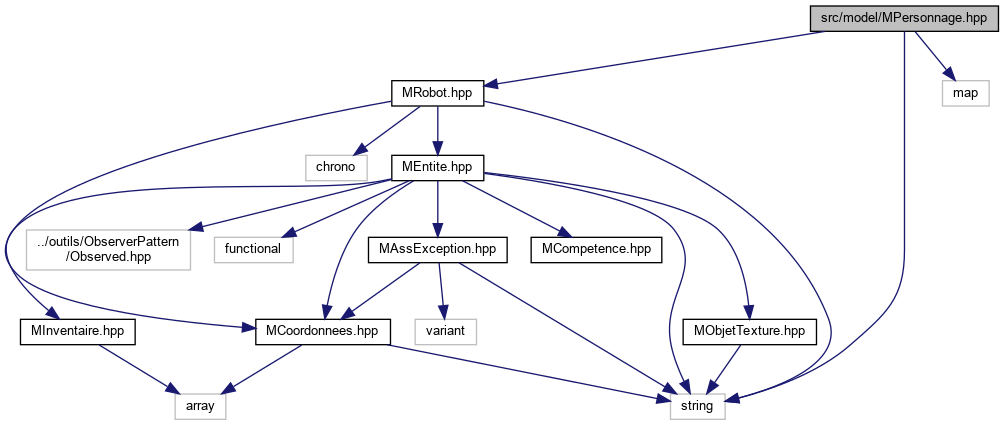 src/model/MPersonnage.hpp
MRobot.hpp
map
chrono
MEntite.hpp
../outils/ObserverPattern
/Observed.hpp
functional
MAssException.hpp
MCompetence.hpp
MInventaire.hpp
MCoordonnees.hpp
variant
MObjetTexture.hpp
array
string